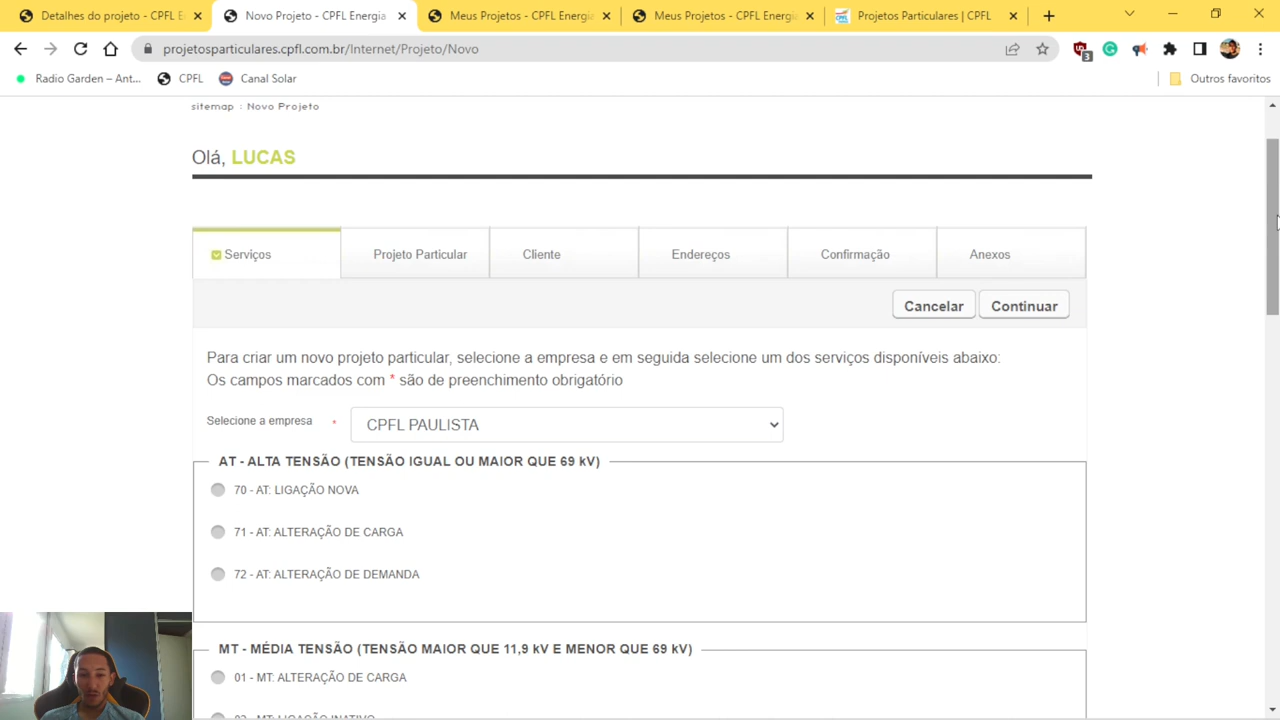 Detalhes do projeto - CPFL E
Novo Projeto - CPFL Energia
Meus Projetos - CPFL Energia
Meus Projetos - CPFL Energia
Projetos Particulares | CPFL
projetosparticulares.cpfl.com.br/Internet/Projeto/Novo
3
Radio Garden – Ant...
CPFL
Canal Solar
Outros favoritos
sitemap : Novo Projeto
Olá, LUCAS
Serviços
Projeto Particular
Cliente
Endereços
Confirmação
Anexos
Cancelar
Continuar
Para criar um novo projeto particular, selecione a empresa e em seguida selecione um dos serviços disponíveis abaixo:
Os campos marcados com * são de preenchimento obrigatório
Selecione a empresa *
CPFL PAULISTA
AT - ALTA TENSÃO (TENSÃO IGUAL OU MAIOR QUE 69 kV)
70 - AT: LIGAÇÃO NOVA
71 - AT: ALTERAÇÃO DE CARGA
72 - AT: ALTERAÇÃO DE DEMANDA
MT - MÉDIA TENSÃO (TENSÃO MAIOR QUE 11,9 kV E MENOR QUE 69 kV)
01 - MT: ALTERAÇÃO DE CARGA
MT: LIGAÇÃO INATIVO